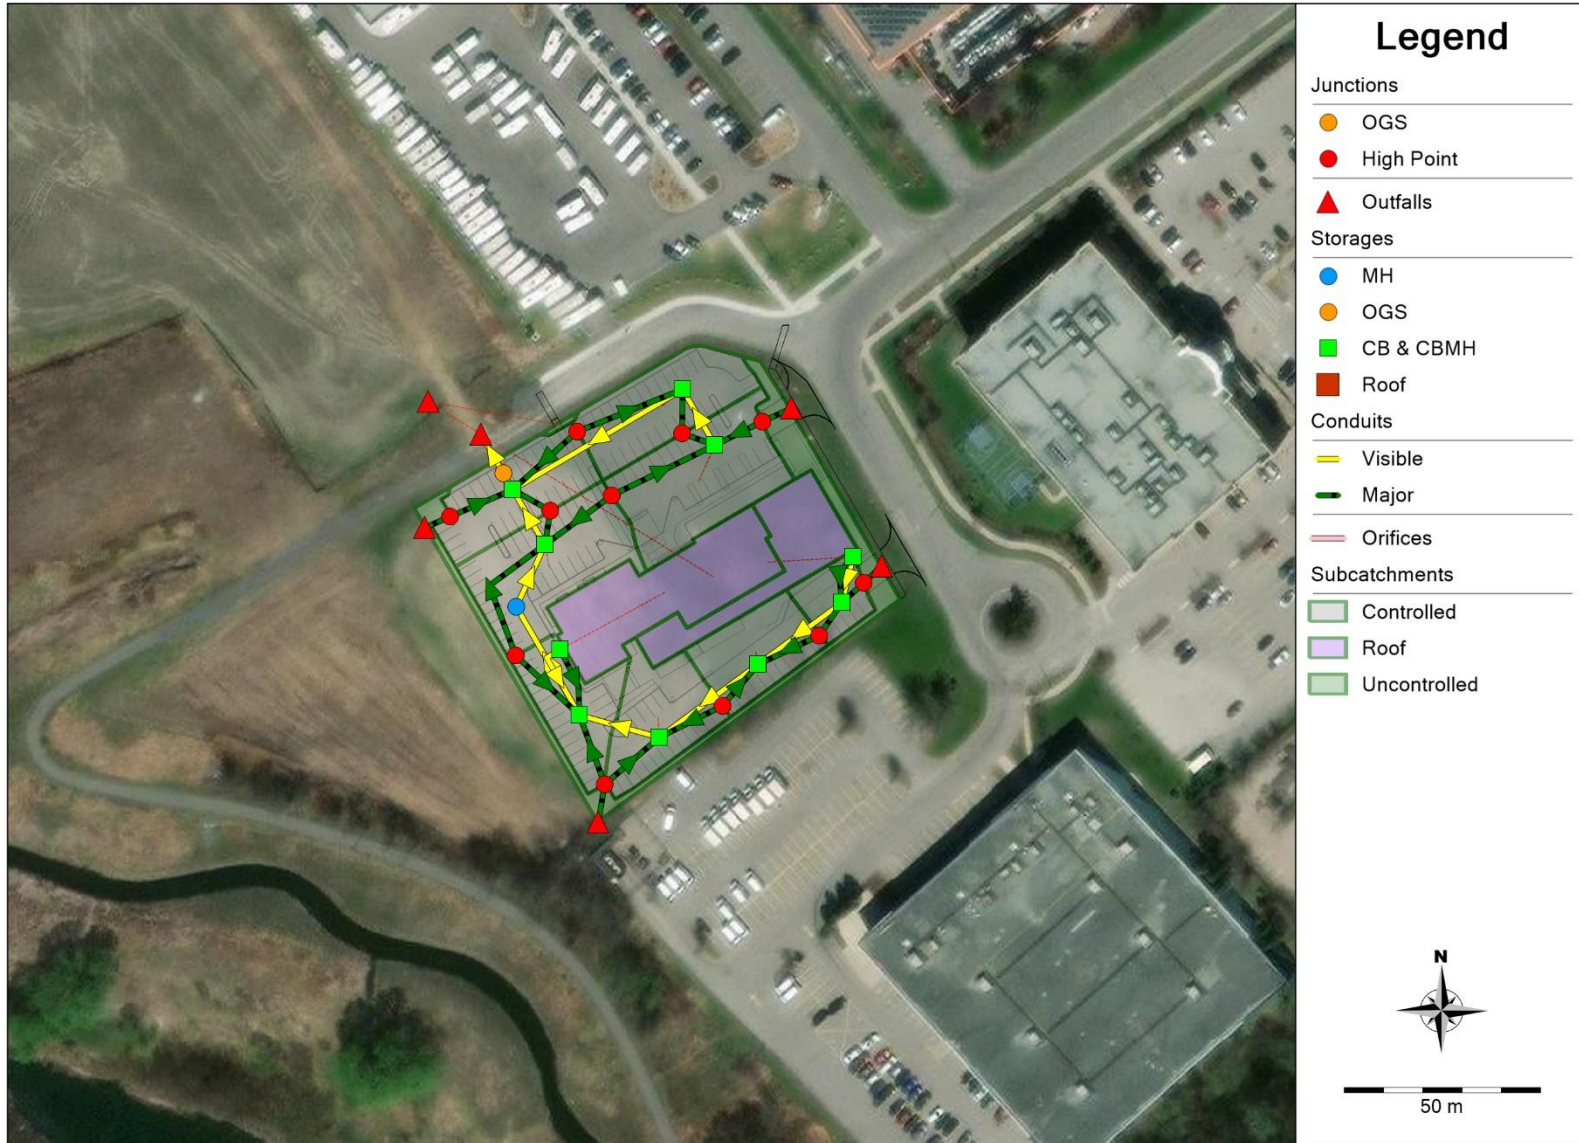 Legend
Junctions
OGS
High Point
Outfalls
Storages
MH
OGS
CB & CBMH
Roof
Conduits
Visible
Major
Orifices
Subcatchments
Controlled
Roof
Uncontrolled
N
50 m